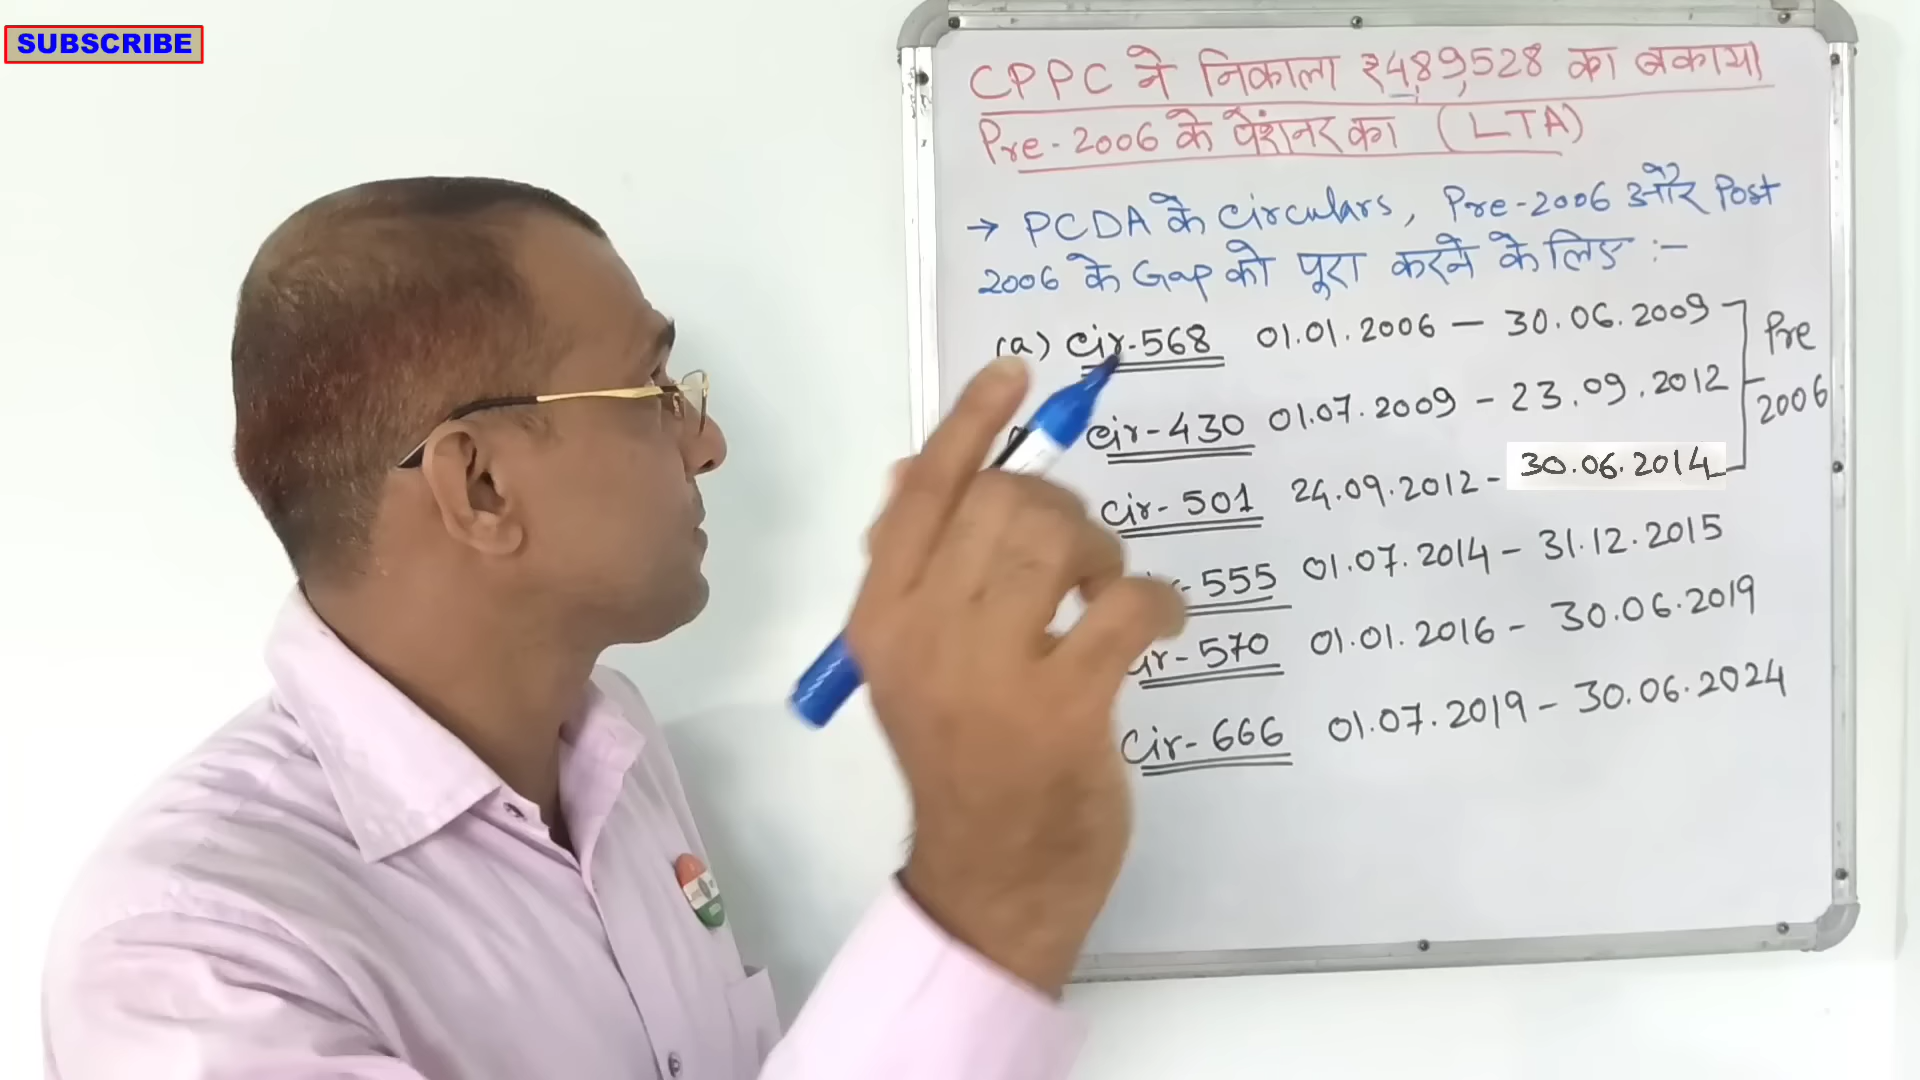 SUBSCRIBE
CPPC ने निकाला ₹489,528 का बकाया
Pre-2006 के पेंशनर का (LTA)
→ PCDA के Circulars, Pre-2006 और Post
2006 के Gap को पूरा करने के लिए :-
(a) Cir-568 01.01.2006 — 30.06.2009
Cir-430 01.07.2009 - 23.09.2012
Cir-501 24.09.2012 - 30.06.2014
-555 01.07.2014 - 31.12.2015
Cir-570 01.01.2016 - 30.06.2019
Cir-666 01.07.2019 - 30.06.2024
Pre
2006